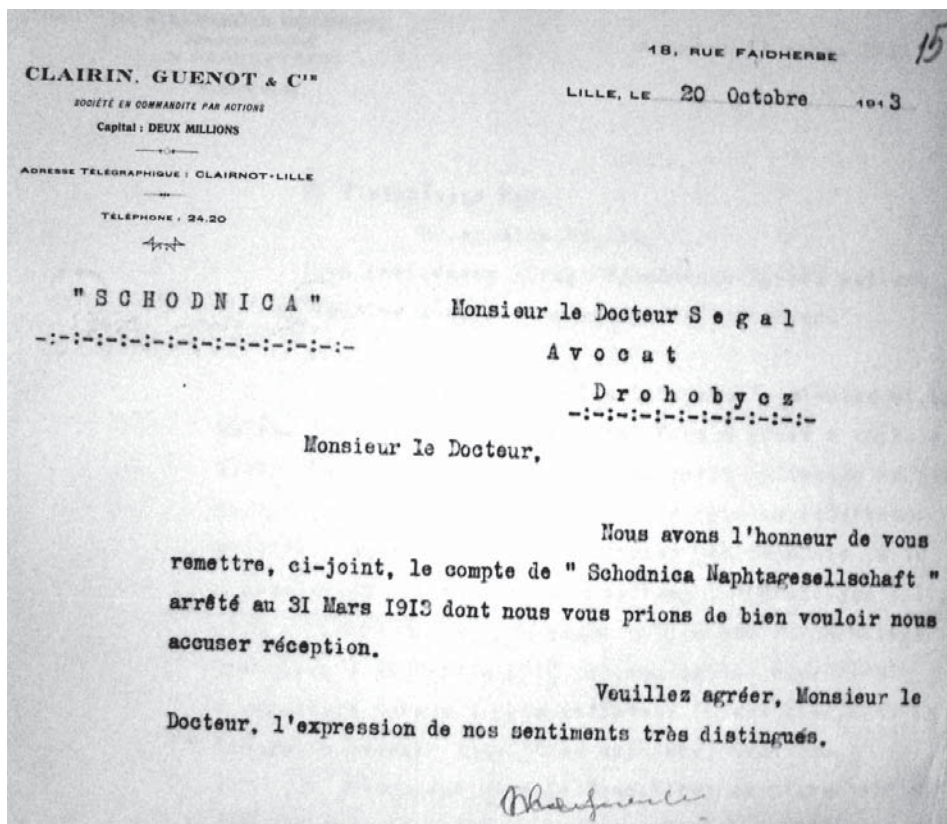 15
CLAIRIN, GUENOT & Cie
SOCIÉTÉ EN COMMANDITE PAR ACTIONS
Capital : DEUX MILLIONS
ADRESSE TÉLÉGRAPHIQUE : CLAIRNOT-LILLE
TÉLÉPHONE : 24.20
18, RUE FAIDHERBE
LILLE, LE 20 Octobre 1913
"SCHODNICA"
-:-:-:-:-:-:-:-:-:-:-:-:-
Monsieur le Docteur Segal
Avocat
Drohobycz
-:-:-:-:-:-:-:-:-:-:-
Monsieur le Docteur,
Nous avons l'honneur de vous
remettre, ci-joint, le compte de " Schodnica Naphtagesellschaft "
arrêté au 3I Mars I9I3 dont nous vous prions de bien vouloir nous
accuser réception.
Veuillez agréer, Monsieur le
Docteur, l'expression de nos sentiments très distingués.